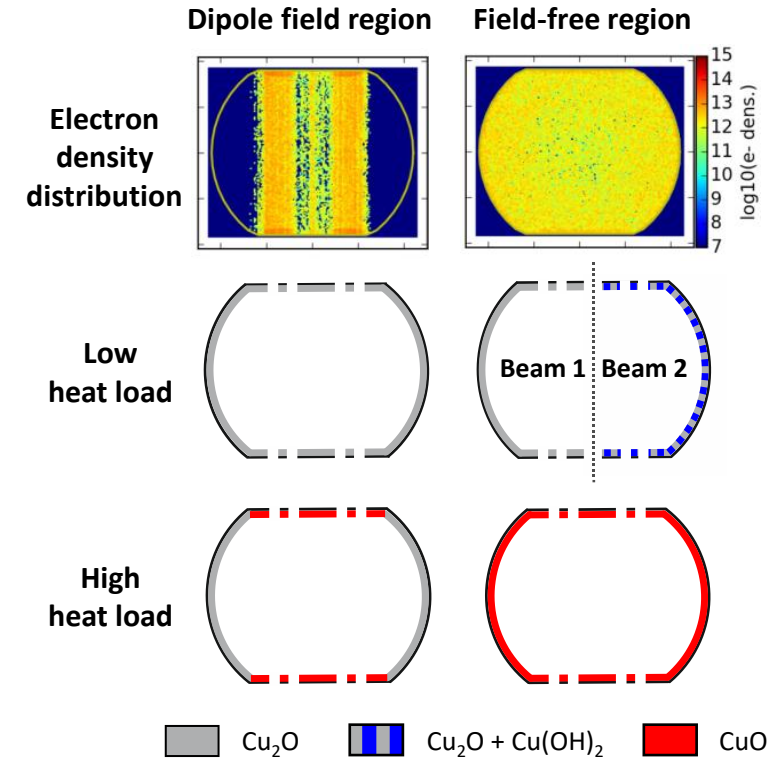 Dipole field region
Field-free region
Electron
density
distribution
15
14
13
12
11
10
9
8
7
log10(e- dens.)
Low
heat load
Beam 1
Beam 2
High
heat load
Cu₂O
Cu₂O + Cu(OH)₂
CuO